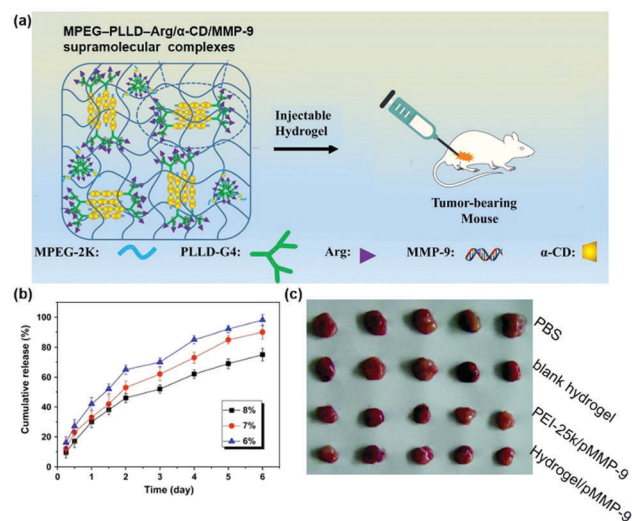 (a)
MPEG–PLLD–Arg/α-CD/MMP-9
supramolecular complexes
Injectable
Hydrogel
Tumor-bearing
Mouse
MPEG-2K:
PLLD-G4:
Arg:
MMP-9:
α-CD:
(b)
Cumulative release (%)
100
80
60
40
20
0
8%
7%
6%
0 1 2 3 4 5 6
Time (day)
(c)
PBS
blank hydrogel
PEI-25k/pMMP-9
Hydrogel/pMMP-9